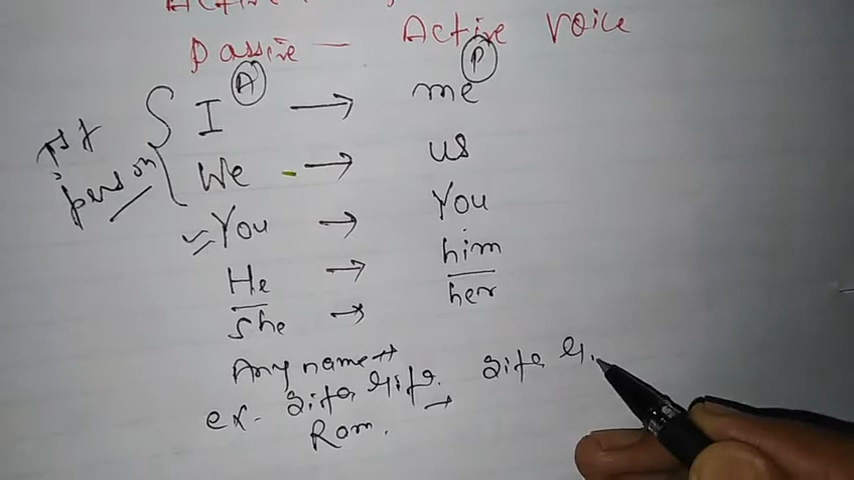 Passive — Active Voice
I (A) → me (P)
1st person
We - → us
You → You
He → him
She → her
Any name
ex. Sita, Gita. → Sita G.
Ram.